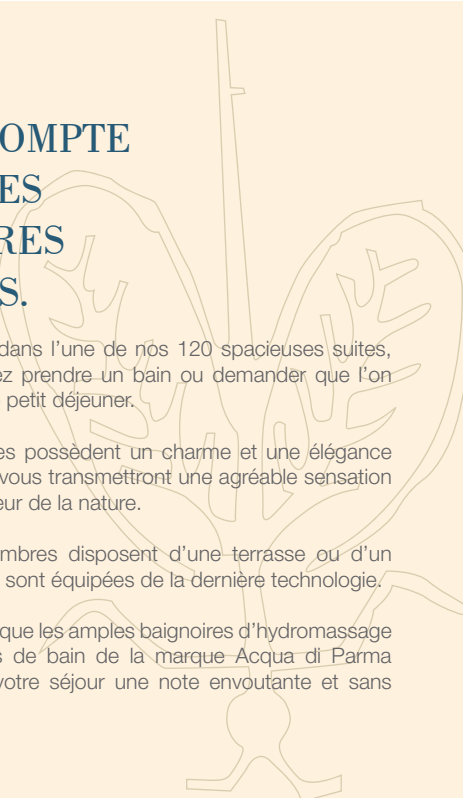 OMPTE
ES
RES
S.
dans l’une de nos 120 spacieuses suites,
ez prendre un bain ou demander que l’on
petit déjeuner.
es possèdent un charme et une élégance
vous transmettront une agréable sensation
eur de la nature.
mbres disposent d’une terrasse ou d’un
sont équipées de la dernière technologie.
que les amples baignoires d’hydromassage
s de bain de la marque Acqua di Parma
votre séjour une note envoutante et sans